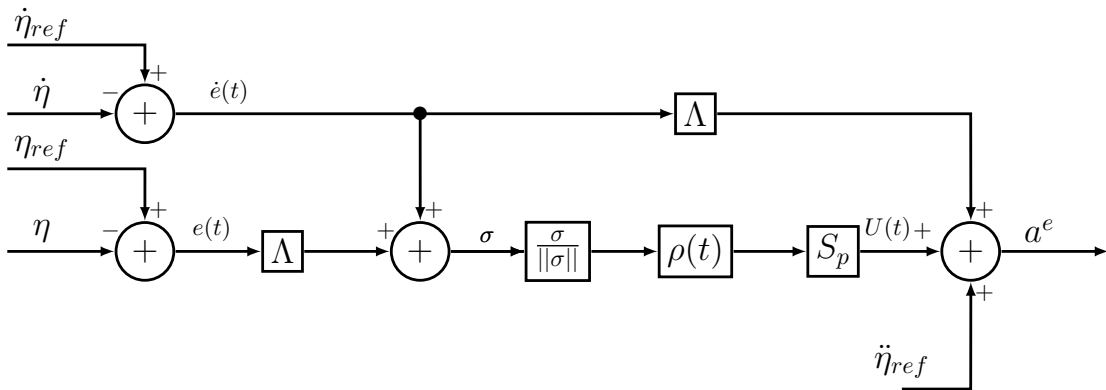 η̇_ref
+
−
η̇
+
ė(t)
Λ
η_ref
+
−
η
+
e(t)
Λ
+
+
+
σ
σ/||σ||
ρ(t)
S_p
U(t)
+
+
+
a^e
+
η̈_ref